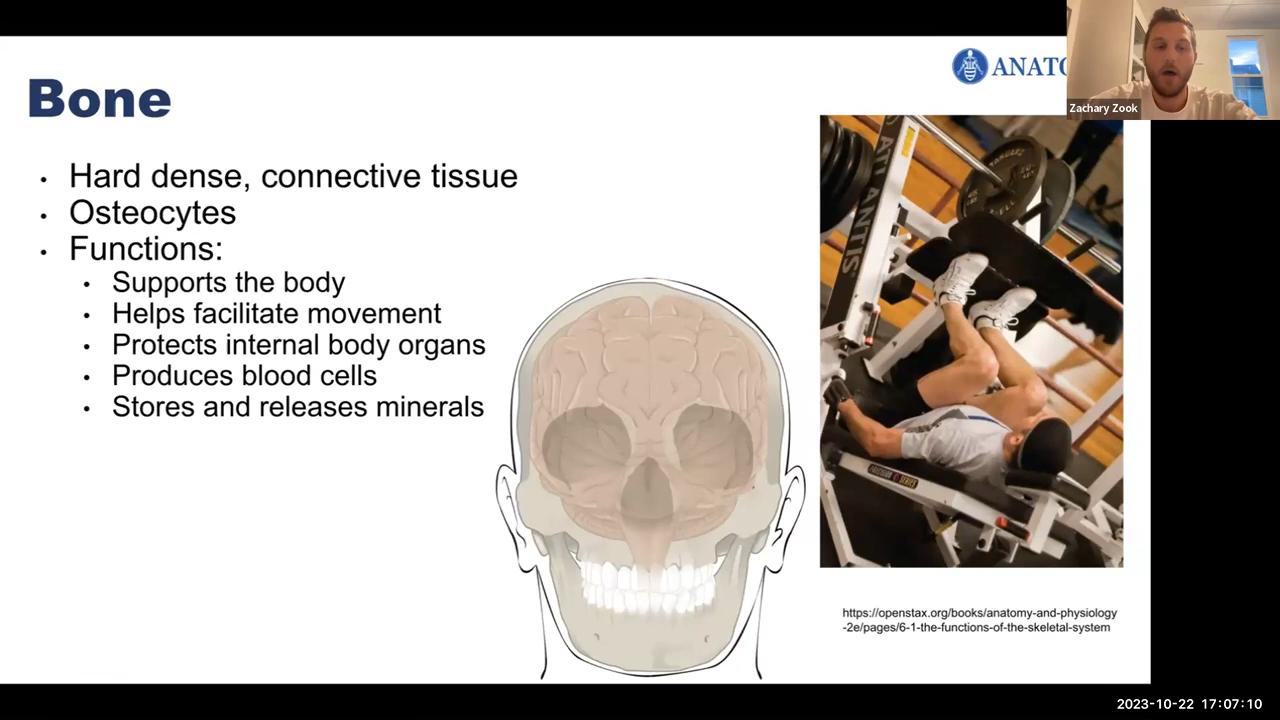 Bone
ANATO
Zachary Zook
Hard dense, connective tissue
Osteocytes
Functions:
Supports the body
Helps facilitate movement
Protects internal body organs
Produces blood cells
Stores and releases minerals
ATLANTIS
https://openstax.org/books/anatomy-and-physiology
-2e/pages/6-1-the-functions-of-the-skeletal-system
2023-10-22 17:07:10